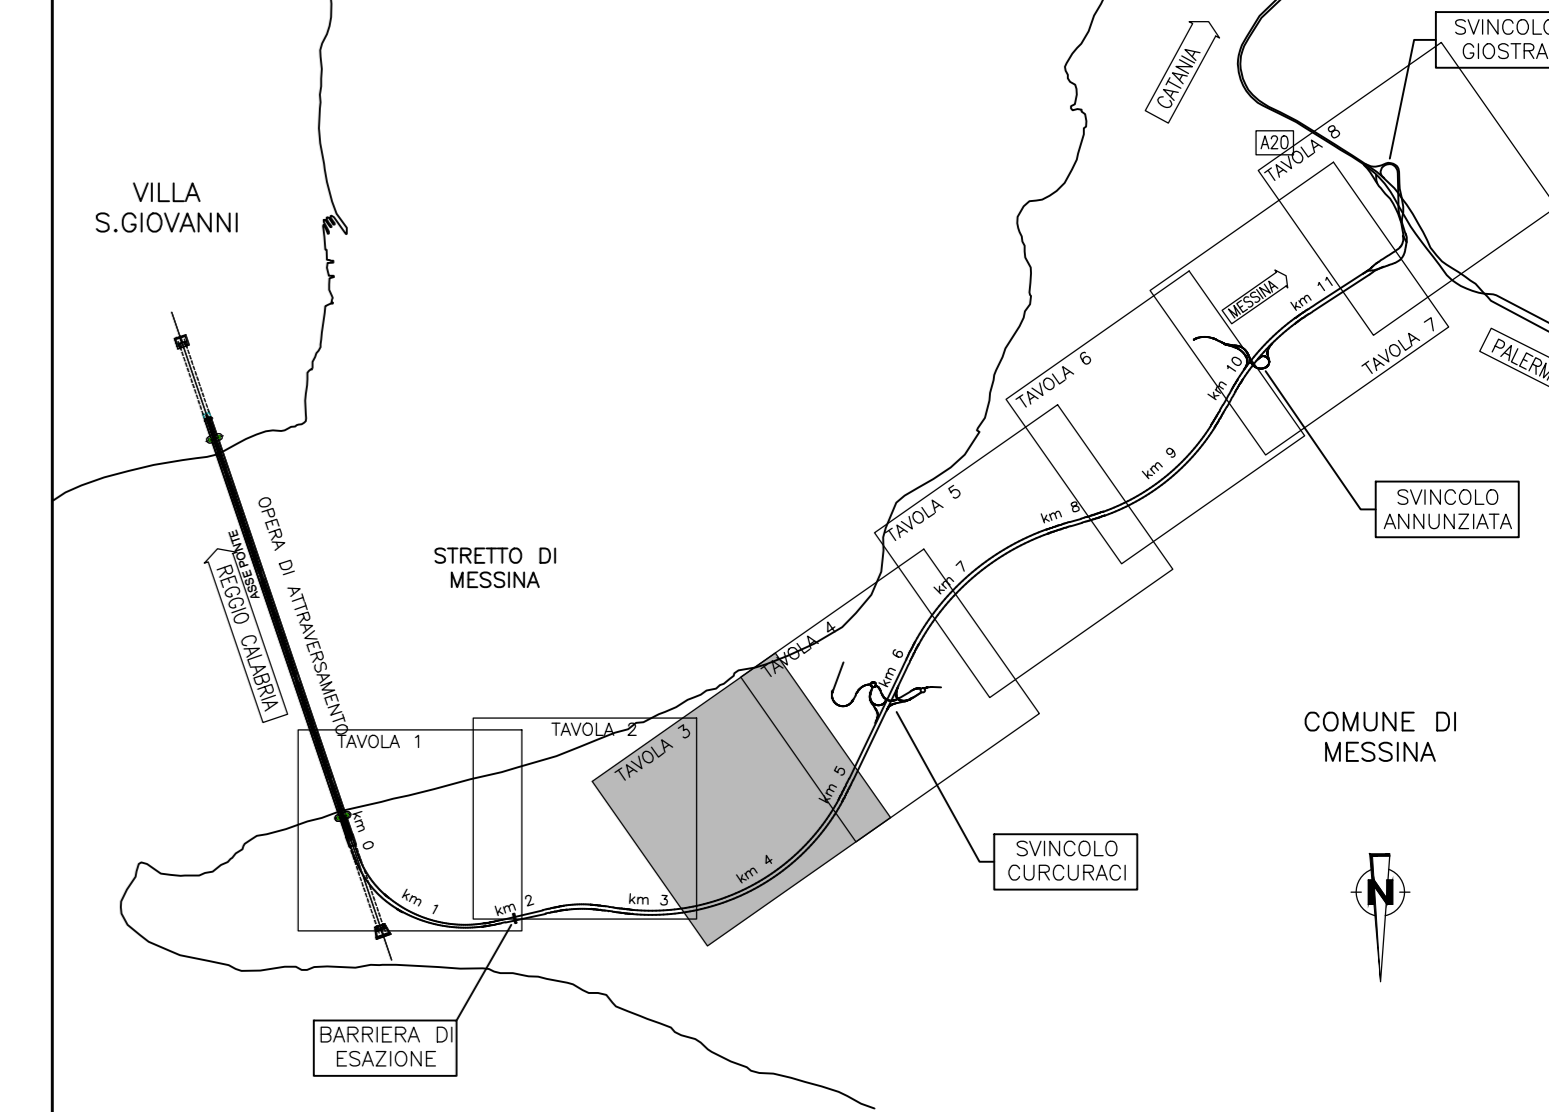 SVINCOLO
GIOSTRA
CATANIA
A20
TAVOLA 8
VILLA
S.GIOVANNI
MESSINA
km 11
TAVOLA 7
PALERM
TAVOLA 6
km 10
km 9
TAVOLA 5
km 8
SVINCOLO
ANNUNZIATA
OPERA DI ATTRAVERSAMENTO
ASSE PONTE
REGGIO CALABRIA
STRETTO DI
MESSINA
km 7
TAVOLA 4
km 6
COMUNE DI
MESSINA
TAVOLA 1
TAVOLA 2
TAVOLA 3
km 5
km 0
SVINCOLO
CURCURACI
km 4
km 1
km 2
km 3
N
BARRIERA DI
ESAZIONE